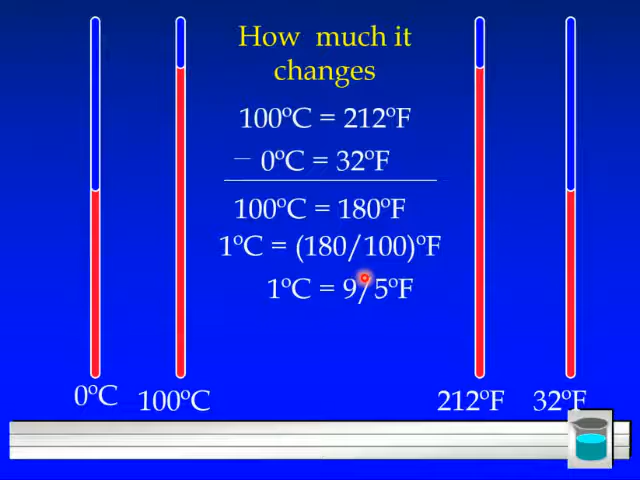 How much it
changes
100ºC = 212ºF
– 0ºC = 32ºF
100ºC = 180ºF
1ºC = (180/100)ºF
1ºC = 9/5ºF
0ºC
100ºC
212ºF
32ºF